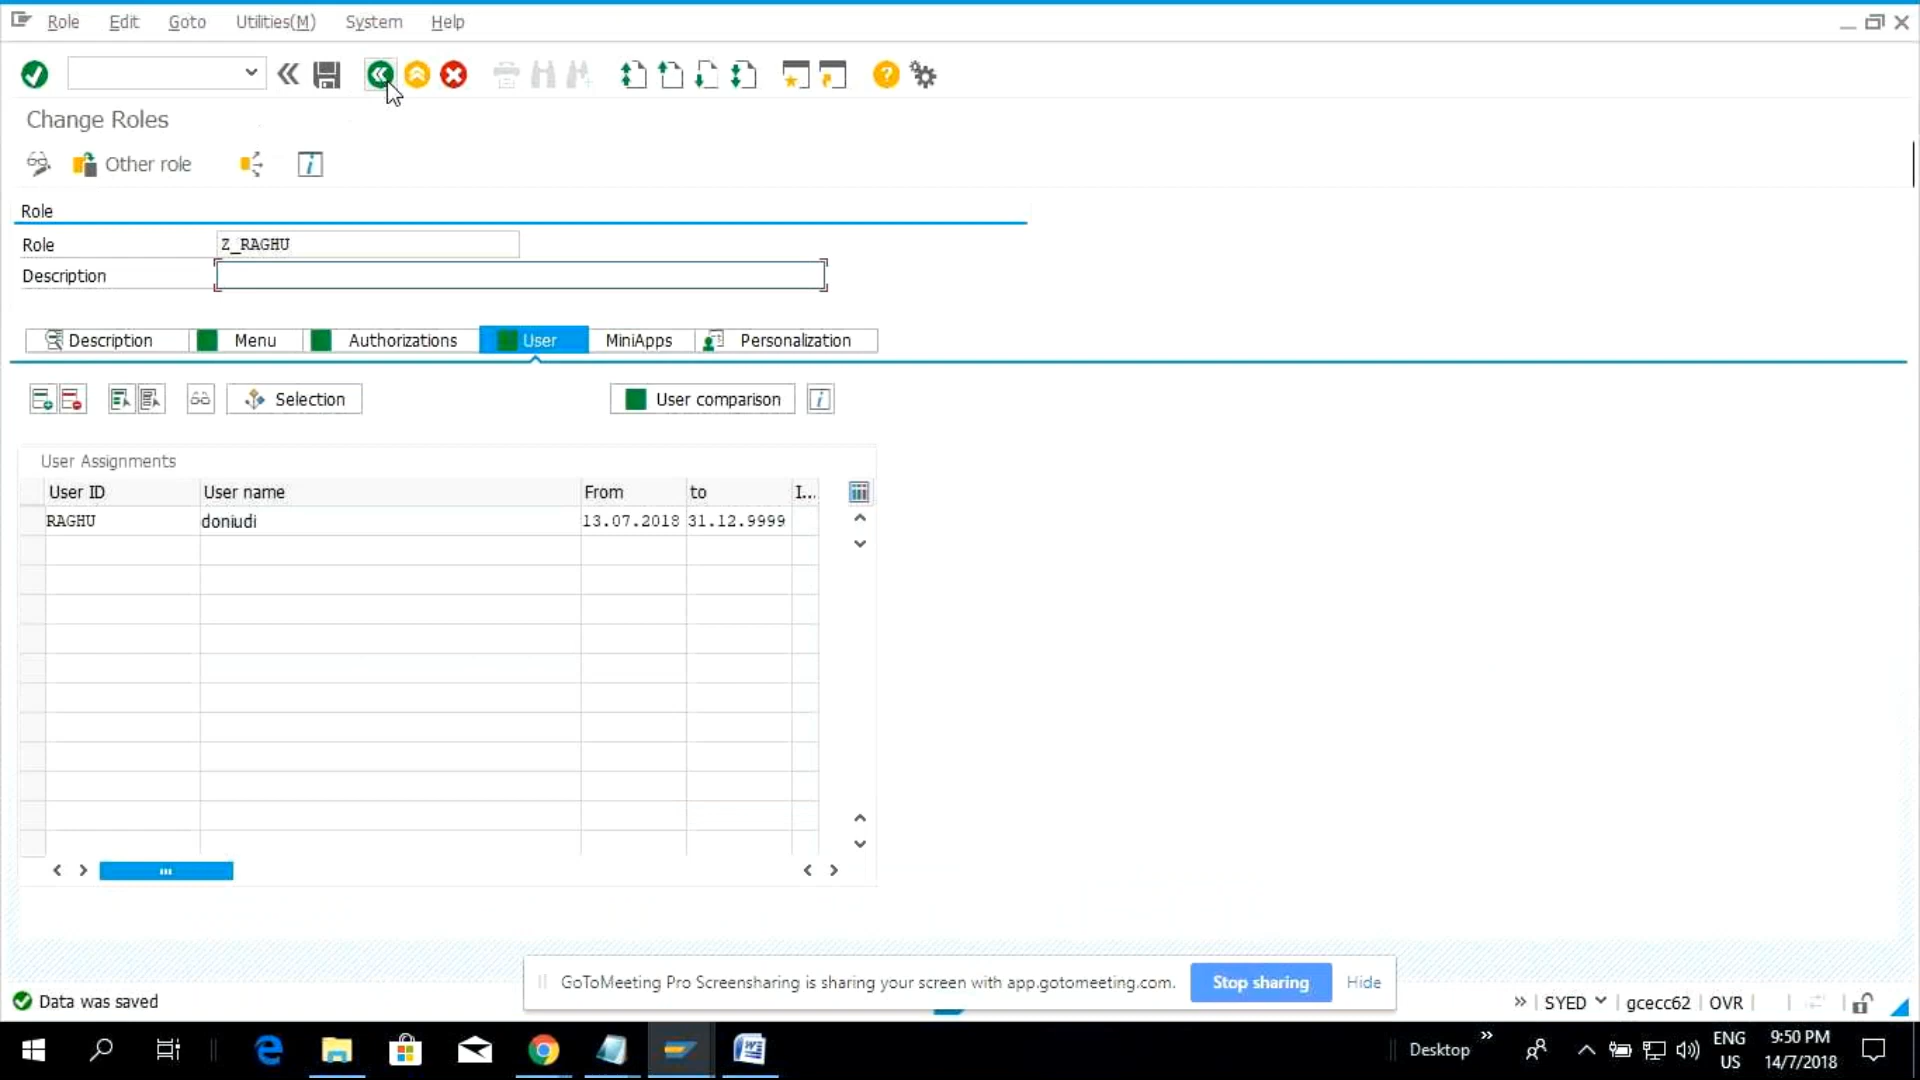 Role Edit Goto Utilities(M) System Help
Change Roles
Other role
Role
Role Z_RAGHU
Description
Description Menu Authorizations User MiniApps Personalization
Selection User comparison
User Assignments
User ID User name From to I...
RAGHU doniudi 13.07.2018 31.12.9999
GoToMeeting Pro Screensharing is sharing your screen with app.gotomeeting.com. Stop sharing Hide
Data was saved SYED gcecc62 OVR
Desktop ENG US 9:50 PM 14/7/2018